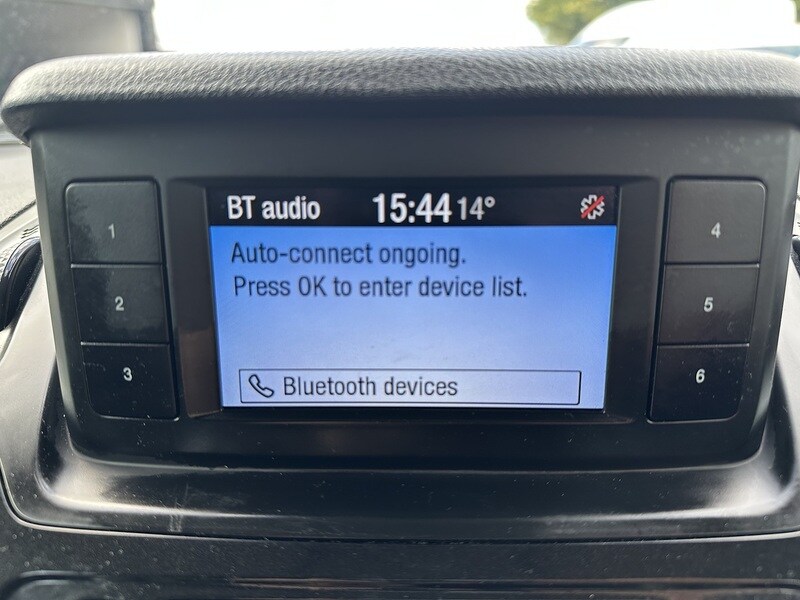 BT audio 15:44 14°
Auto-connect ongoing.
Press OK to enter device list.
Bluetooth devices
1
2
3
4
5
6